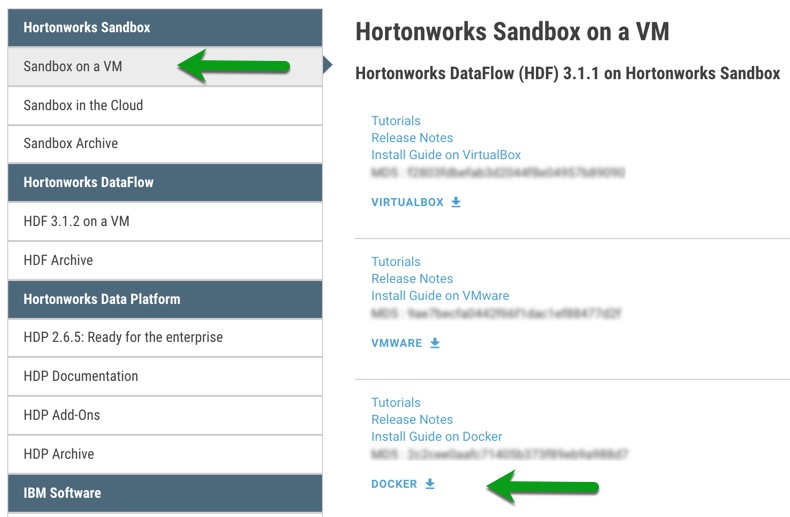 Hortonworks Sandbox
Sandbox on a VM
Sandbox in the Cloud
Sandbox Archive
Hortonworks DataFlow
HDF 3.1.2 on a VM
HDF Archive
Hortonworks Data Platform
HDP 2.6.5: Ready for the enterprise
HDP Documentation
HDP Add-Ons
HDP Archive
IBM Software
Hortonworks Sandbox on a VM
Hortonworks DataFlow (HDF) 3.1.1 on Hortonworks Sandbox
Tutorials
Release Notes
Install Guide on VirtualBox
MD5 :
VIRTUALBOX
Tutorials
Release Notes
Install Guide on VMware
MD5 :
VMWARE
Tutorials
Release Notes
Install Guide on Docker
MD5 :
DOCKER